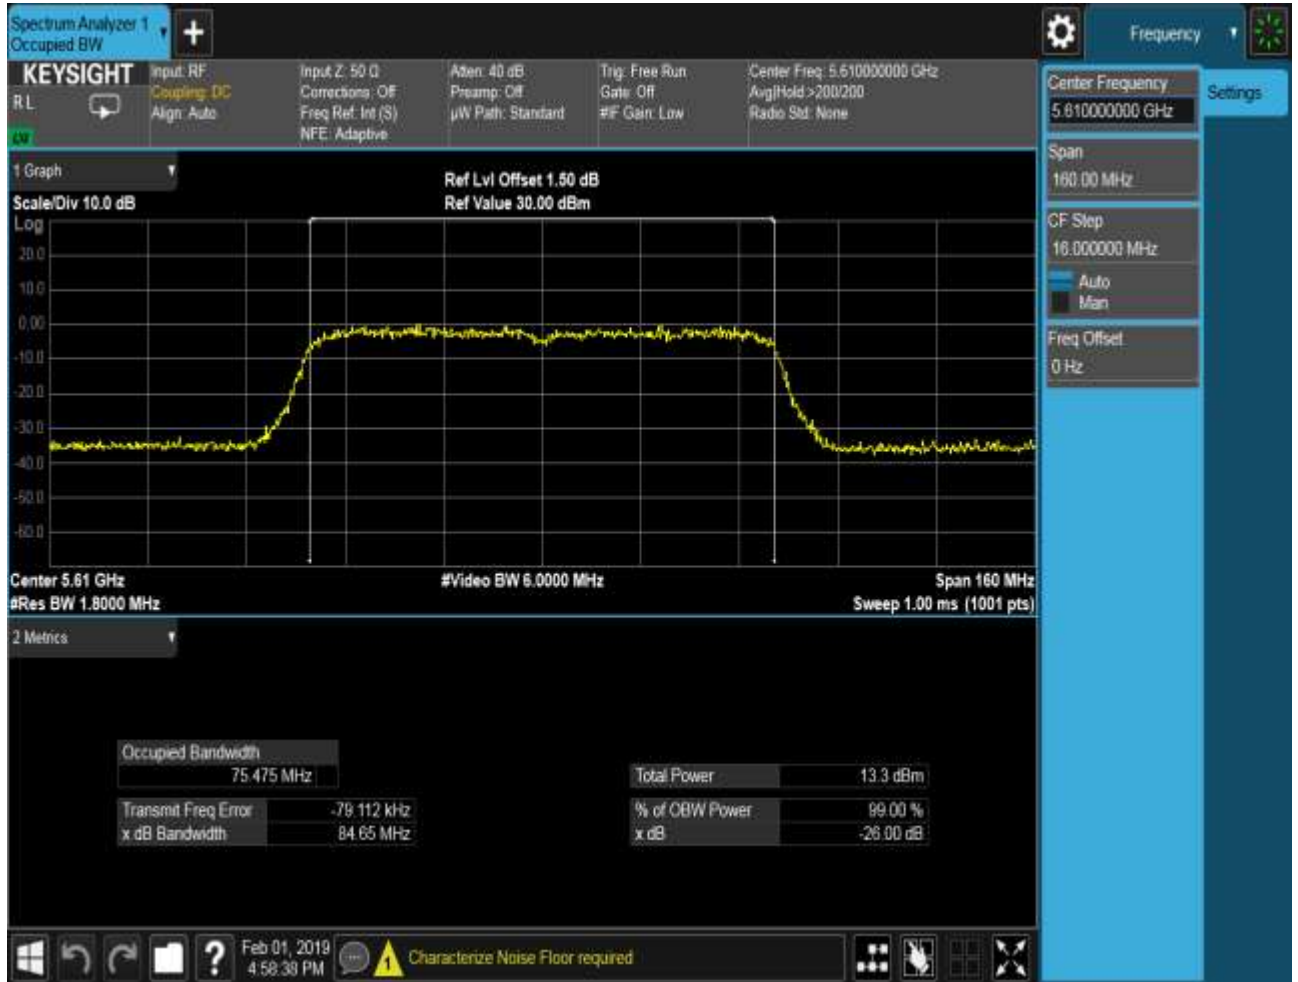 Spectrum Analyzer 1
Occupied BW
Frequency
KEYSIGHT
R L
Input: RF
Coupling: DC
Align: Auto
Input Z: 50 Ω
Corrections: Off
Freq Ref: Int (S)
NFE: Adaptive
Atten: 40 dB
Preamp: Off
µW Path: Standard
Trig: Free Run
Gate: Off
#IF Gain: Low
Center Freq: 5.610000000 GHz
Avg|Hold:>200/200
Radio Std: None
Center Frequency
5.610000000 GHz
Settings
Span
160.00 MHz
CF Step
16.000000 MHz
Auto
Man
Freq Offset
0 Hz
1 Graph
Scale/Div 10.0 dB
Ref Lvl Offset 1.50 dB
Ref Value 30.00 dBm
Log
20.0
10.0
0.00
-10.0
-20.0
-30.0
-40.0
-50.0
-60.0
Center 5.61 GHz
#Video BW 6.0000 MHz
Span 160 MHz
#Res BW 1.8000 MHz
Sweep 1.00 ms (1001 pts)
2 Metrics
Occupied Bandwidth
75.475 MHz
Total Power 13.3 dBm
Transmit Freq Error -79.112 kHz
% of OBW Power 99.00 %
x dB Bandwidth 84.65 MHz
x dB -26.00 dB
?
Feb 01, 2019
4:58:38 PM
1
Characterize Noise Floor required